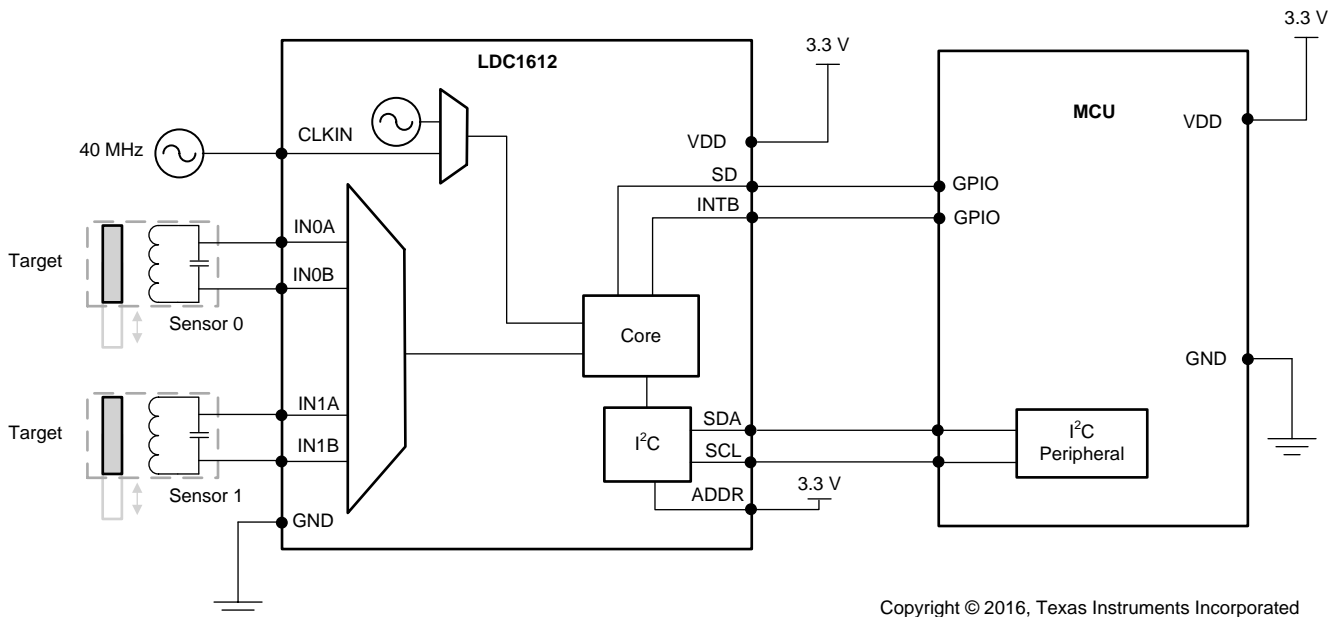 3.3 V
3.3 V
LDC1612
MCU
40 MHz
CLKIN
VDD
VDD
SD
GPIO
INTB
GPIO
IN0A
Target
IN0B
Sensor 0
Core
GND
IN1A
Target
IN1B
Sensor 1
I²C
SDA
SCL
I²C
Peripheral
ADDR
3.3 V
GND
Copyright © 2016, Texas Instruments Incorporated